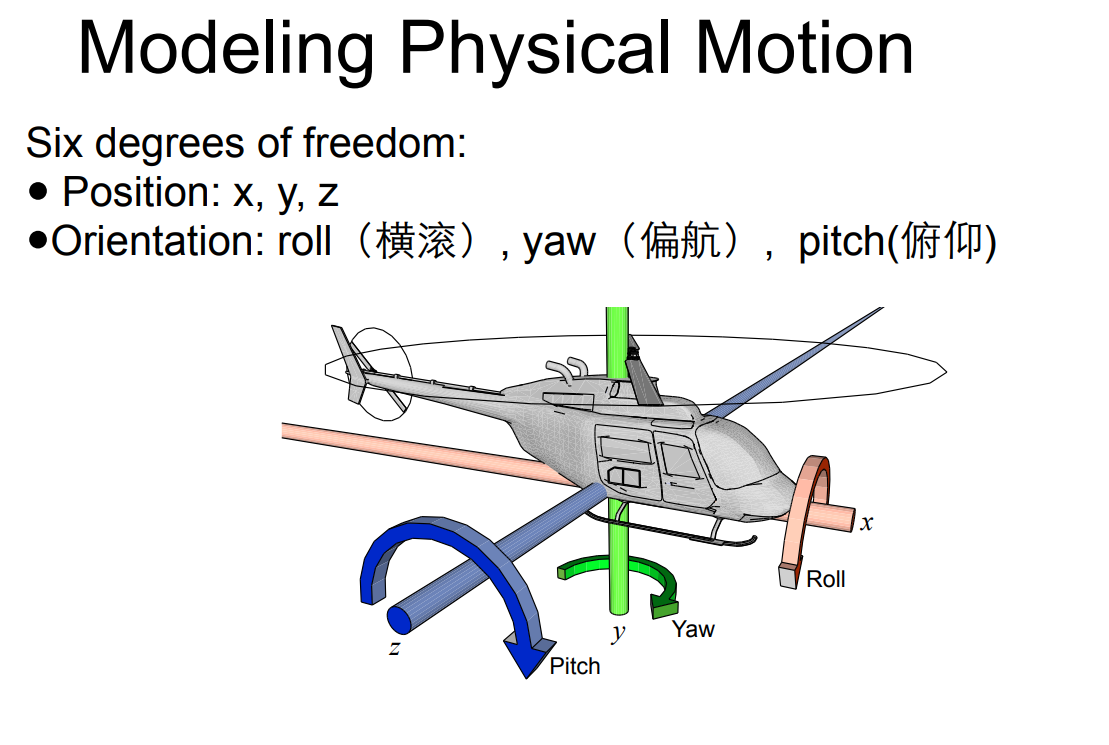 Modeling Physical Motion
Six degrees of freedom:
● Position: x, y, z
●Orientation: roll（横滚）, yaw（偏航）, pitch(俯仰)
x
Roll
y
Yaw
z
Pitch